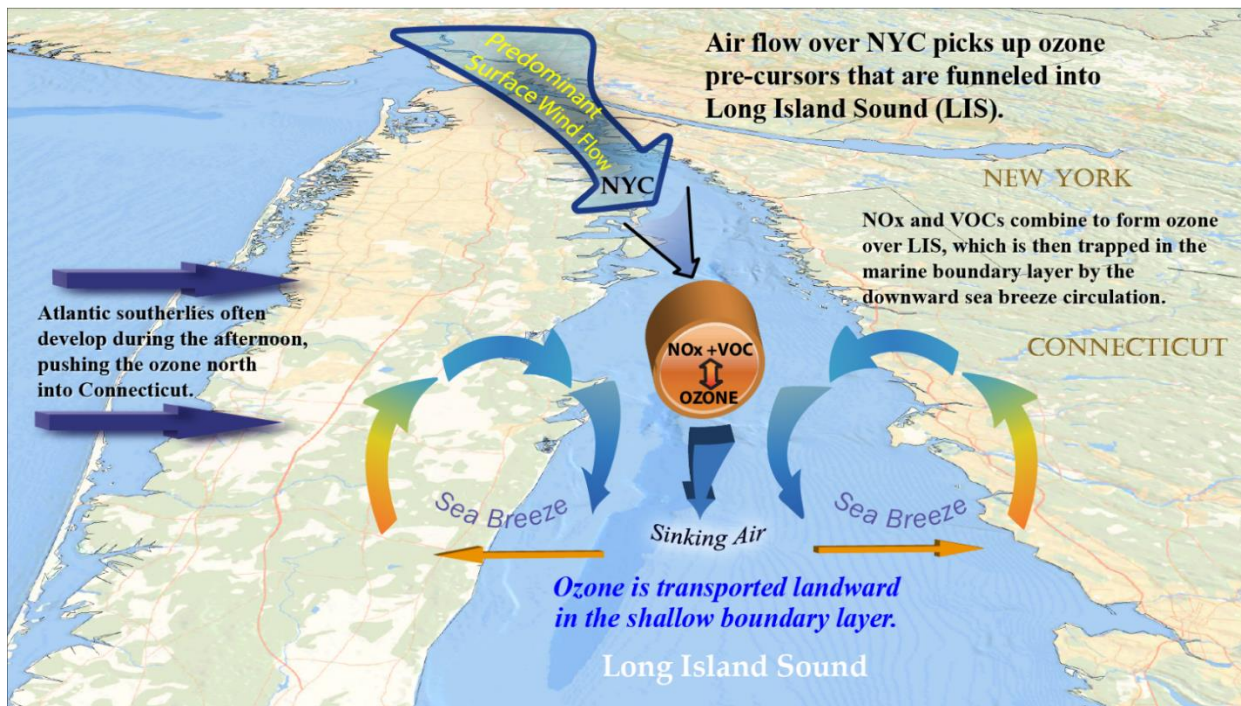 Predominant
Surface Wind Flow
NYC
Air flow over NYC picks up ozone
pre-cursors that are funneled into
Long Island Sound (LIS).
NEW YORK
NOx and VOCs combine to form ozone
over LIS, which is then trapped in the
marine boundary layer by the
downward sea breeze circulation.
CONNECTICUT
Atlantic southerlies often
develop during the afternoon,
pushing the ozone north
into Connecticut.
NOx +VOC
OZONE
Sea Breeze
Sinking Air
Sea Breeze
Ozone is transported landward
in the shallow boundary layer.
Long Island Sound